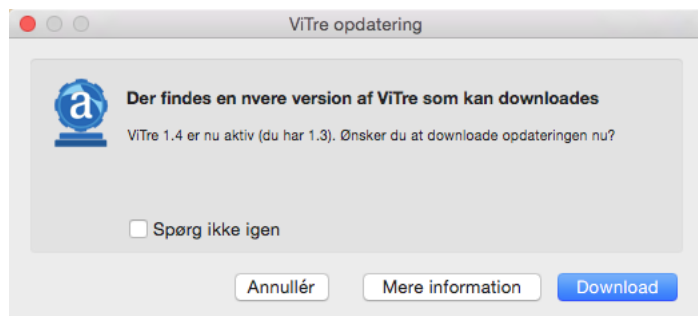 ViTre opdatering
a
Der findes en nvere version af ViTre som kan downloades
ViTre 1.4 er nu aktiv (du har 1.3). Ønsker du at downloade opdateringen nu?
Spørg ikke igen
Annullér Mere information Download